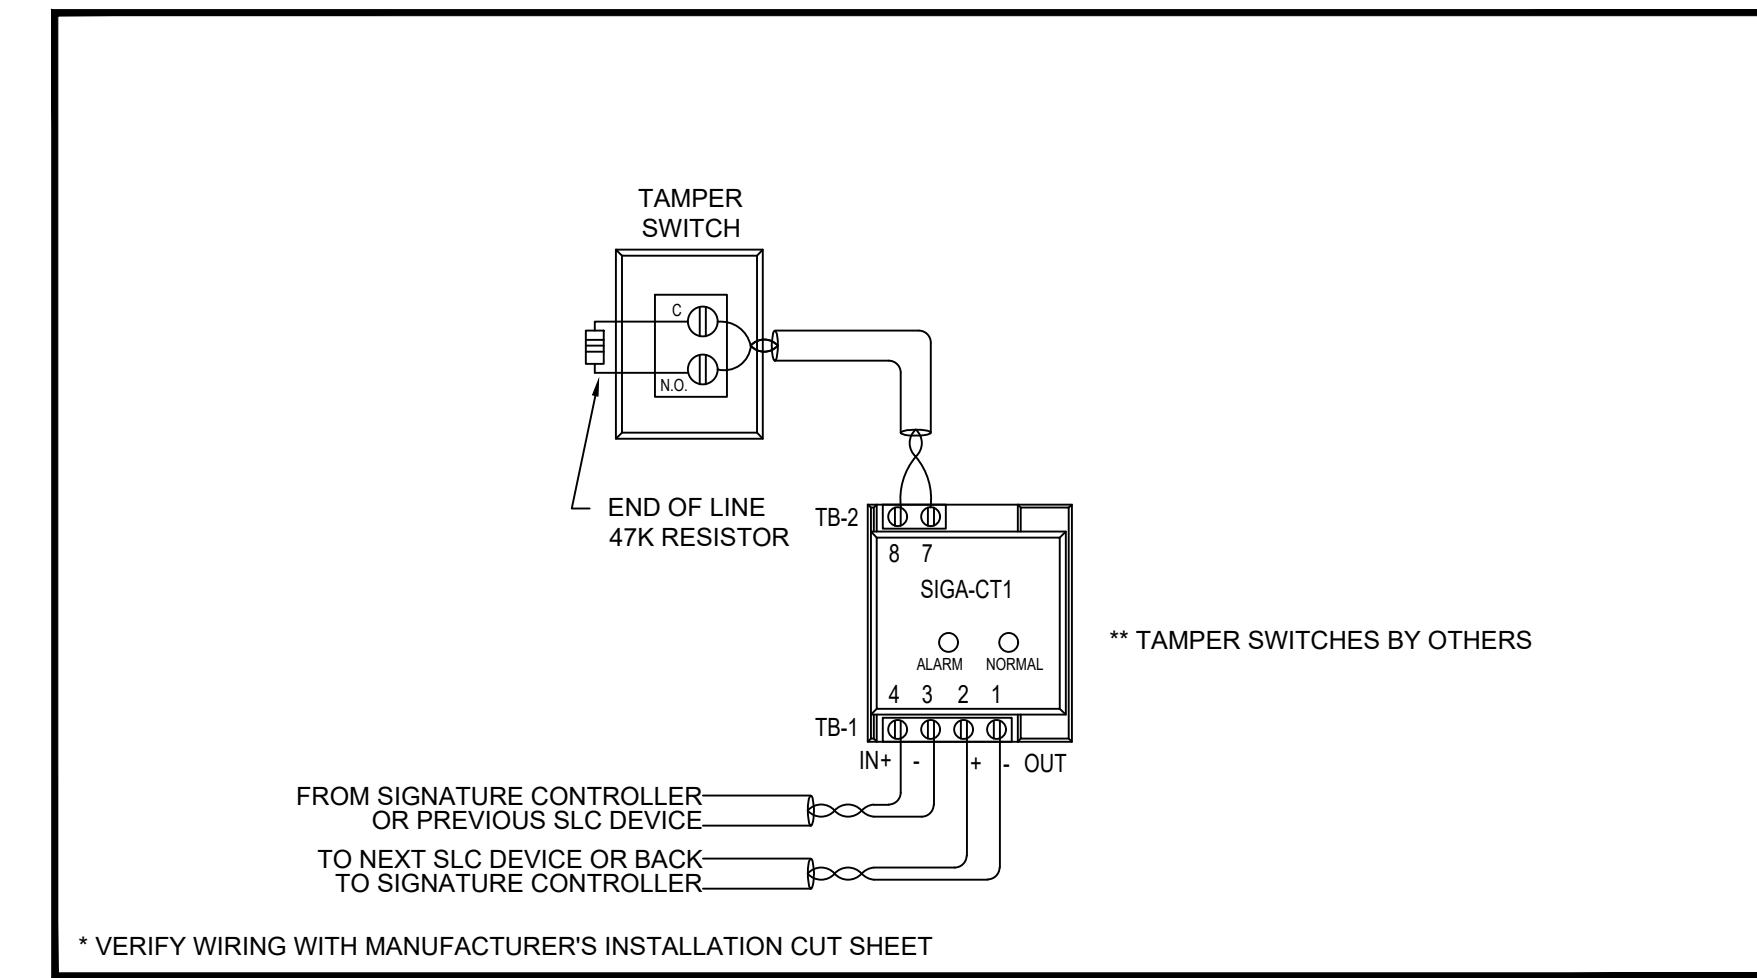 TAMPER
SWITCH
C
N.O.
END OF LINE
47K RESISTOR
TB-2
8 7
SIGA-CT1
ALARM NORMAL
4 3 2 1
TB-1
IN+ - + - OUT
** TAMPER SWITCHES BY OTHERS
FROM SIGNATURE CONTROLLER
OR PREVIOUS SLC DEVICE
TO NEXT SLC DEVICE OR BACK
TO SIGNATURE CONTROLLER
* VERIFY WIRING WITH MANUFACTURER'S INSTALLATION CUT SHEET